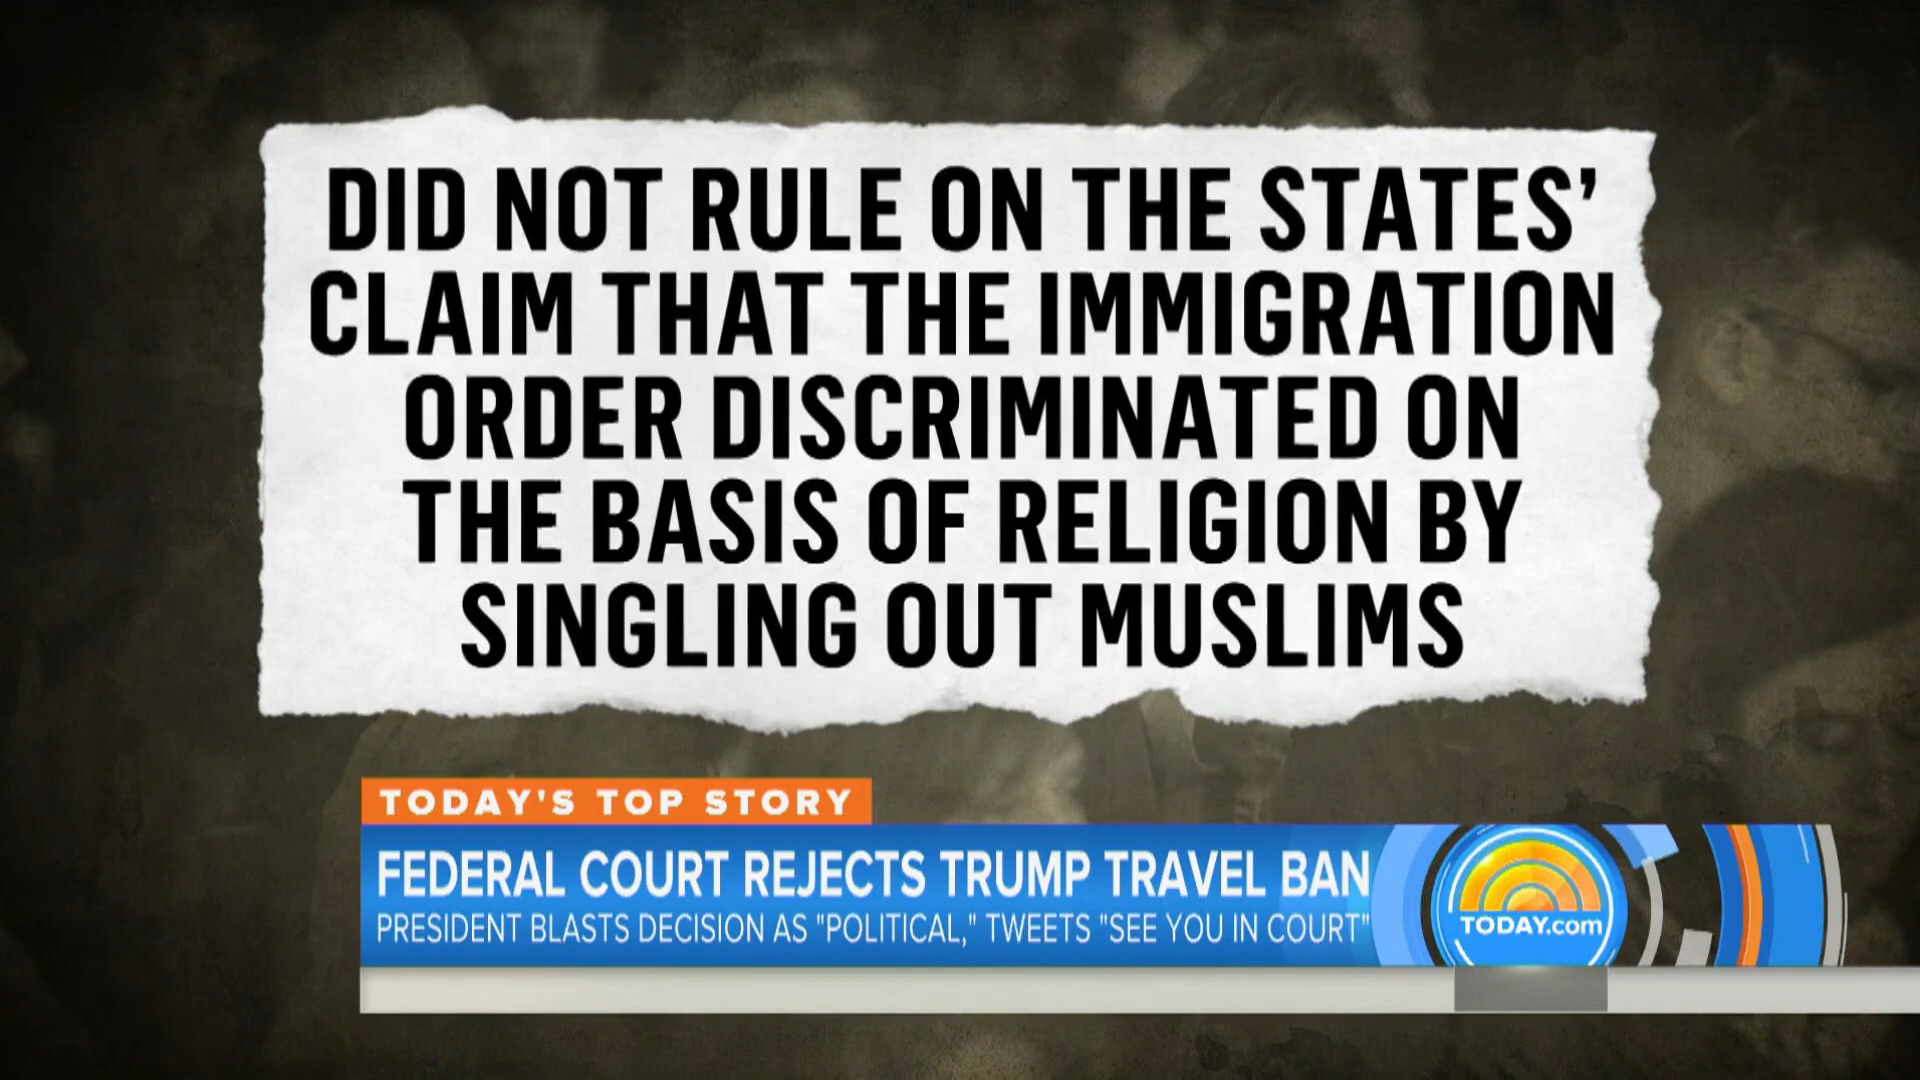 DID NOT RULE ON THE STATES’
CLAIM THAT THE IMMIGRATION
ORDER DISCRIMINATED ON
THE BASIS OF RELIGION BY
SINGLING OUT MUSLIMS
TODAY'S TOP STORY
FEDERAL COURT REJECTS TRUMP TRAVEL BAN
PRESIDENT BLASTS DECISION AS "POLITICAL," TWEETS "SEE YOU IN COURT"
TODAY.com